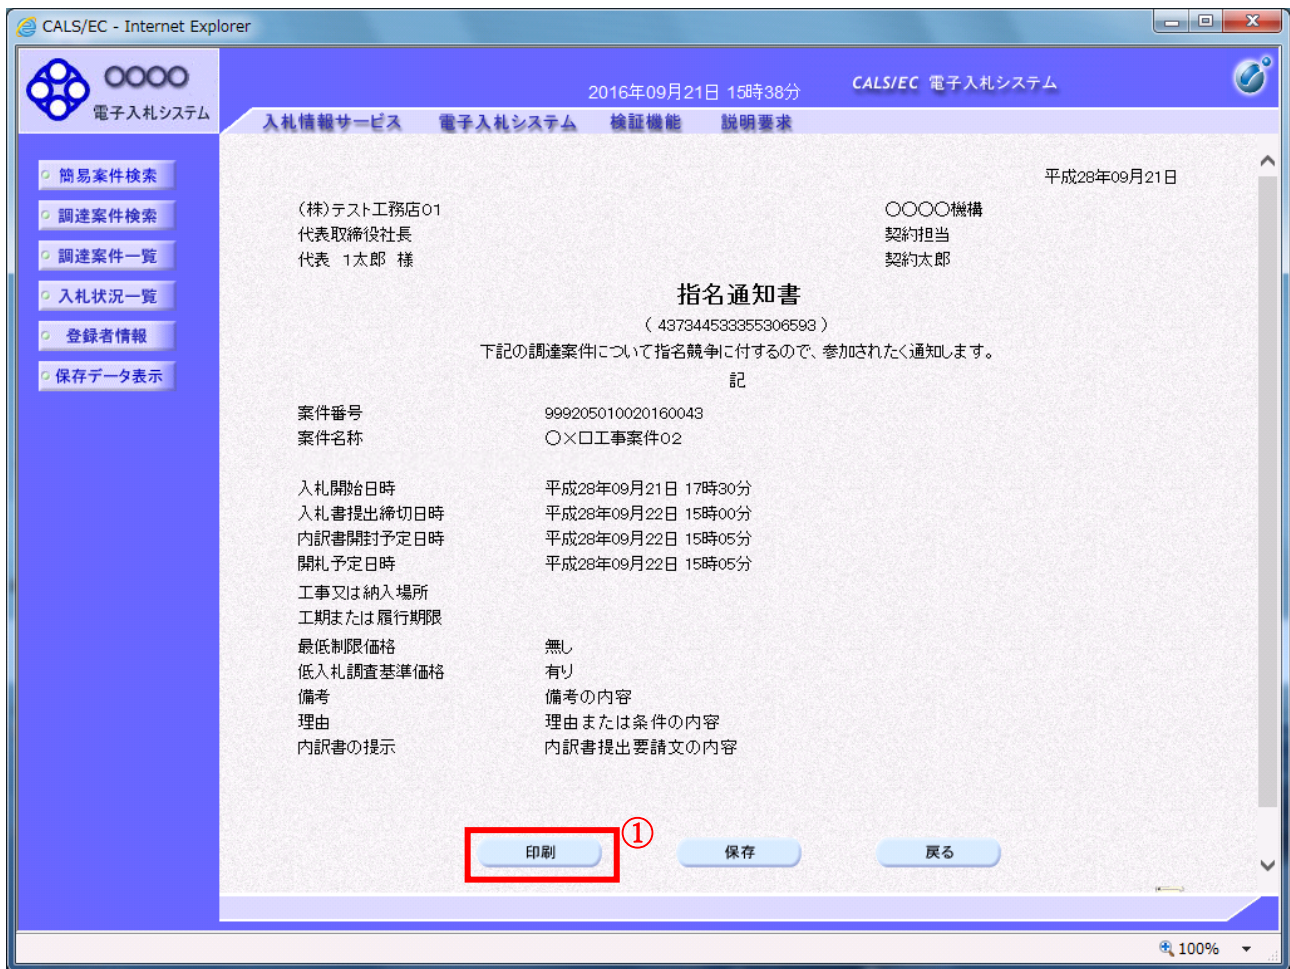 CALS/EC - Internet Explorer
○○○○
電子入札システム
2016年09月21日 15時38分
CALS/EC 電子入札システム
入札情報サービス 電子入札システム 検証機能 説明要求
簡易案件検索
調達案件検索
調達案件一覧
入札状況一覧
登録者情報
保存データ表示
平成28年09月21日
(株)テスト工務店01 ○○○○機構
代表取締役社長 契約担当
代表 1太郎 様 契約太郎
指名通知書
( 437344533355306593 )
下記の調達案件について指名競争に付するので、参加されたく通知します。
記
案件番号 999205010020160043
案件名称 ○×口工事案件02
入札開始日時 平成28年09月21日 17時30分
入札書提出締切日時 平成28年09月22日 15時00分
内訳書開封予定日時 平成28年09月22日 15時05分
開札予定日時 平成28年09月22日 15時05分
工事又は納入場所
工期または履行期限
最低制限価格 無し
低入札調査基準価格 有り
備考 備考の内容
理由 理由または条件の内容
内訳書の提示 内訳書提出要請文の内容
①
印刷 保存 戻る
100%